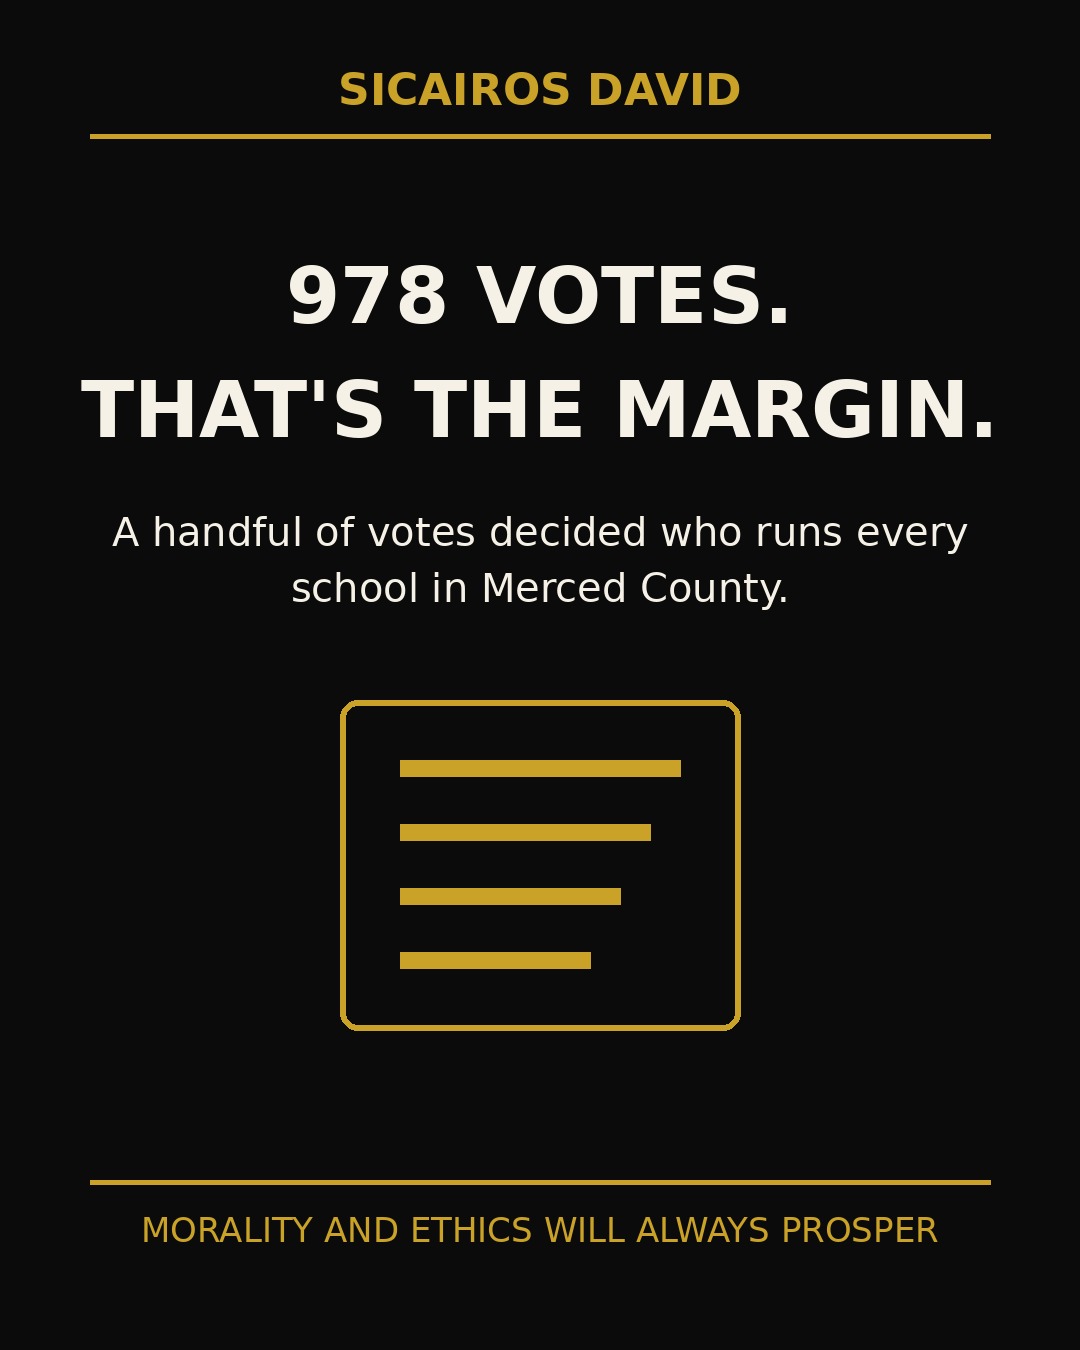 SICAIROS DAVID
978 VOTES.
THAT'S THE MARGIN.
A handful of votes decided who runs every
school in Merced County.
MORALITY AND ETHICS WILL ALWAYS PROSPER